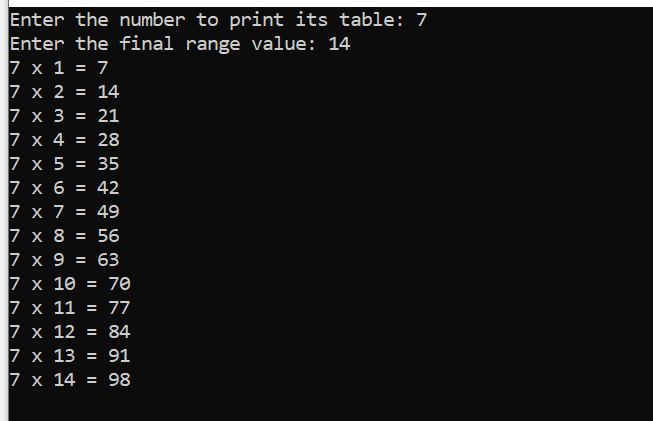 Enter the number to print its table: 7
Enter the final range value: 14
7 x 1 = 7
7 x 2 = 14
7 x 3 = 21
7 x 4 = 28
7 x 5 = 35
7 x 6 = 42
7 x 7 = 49
7 x 8 = 56
7 x 9 = 63
7 x 10 = 70
7 x 11 = 77
7 x 12 = 84
7 x 13 = 91
7 x 14 = 98